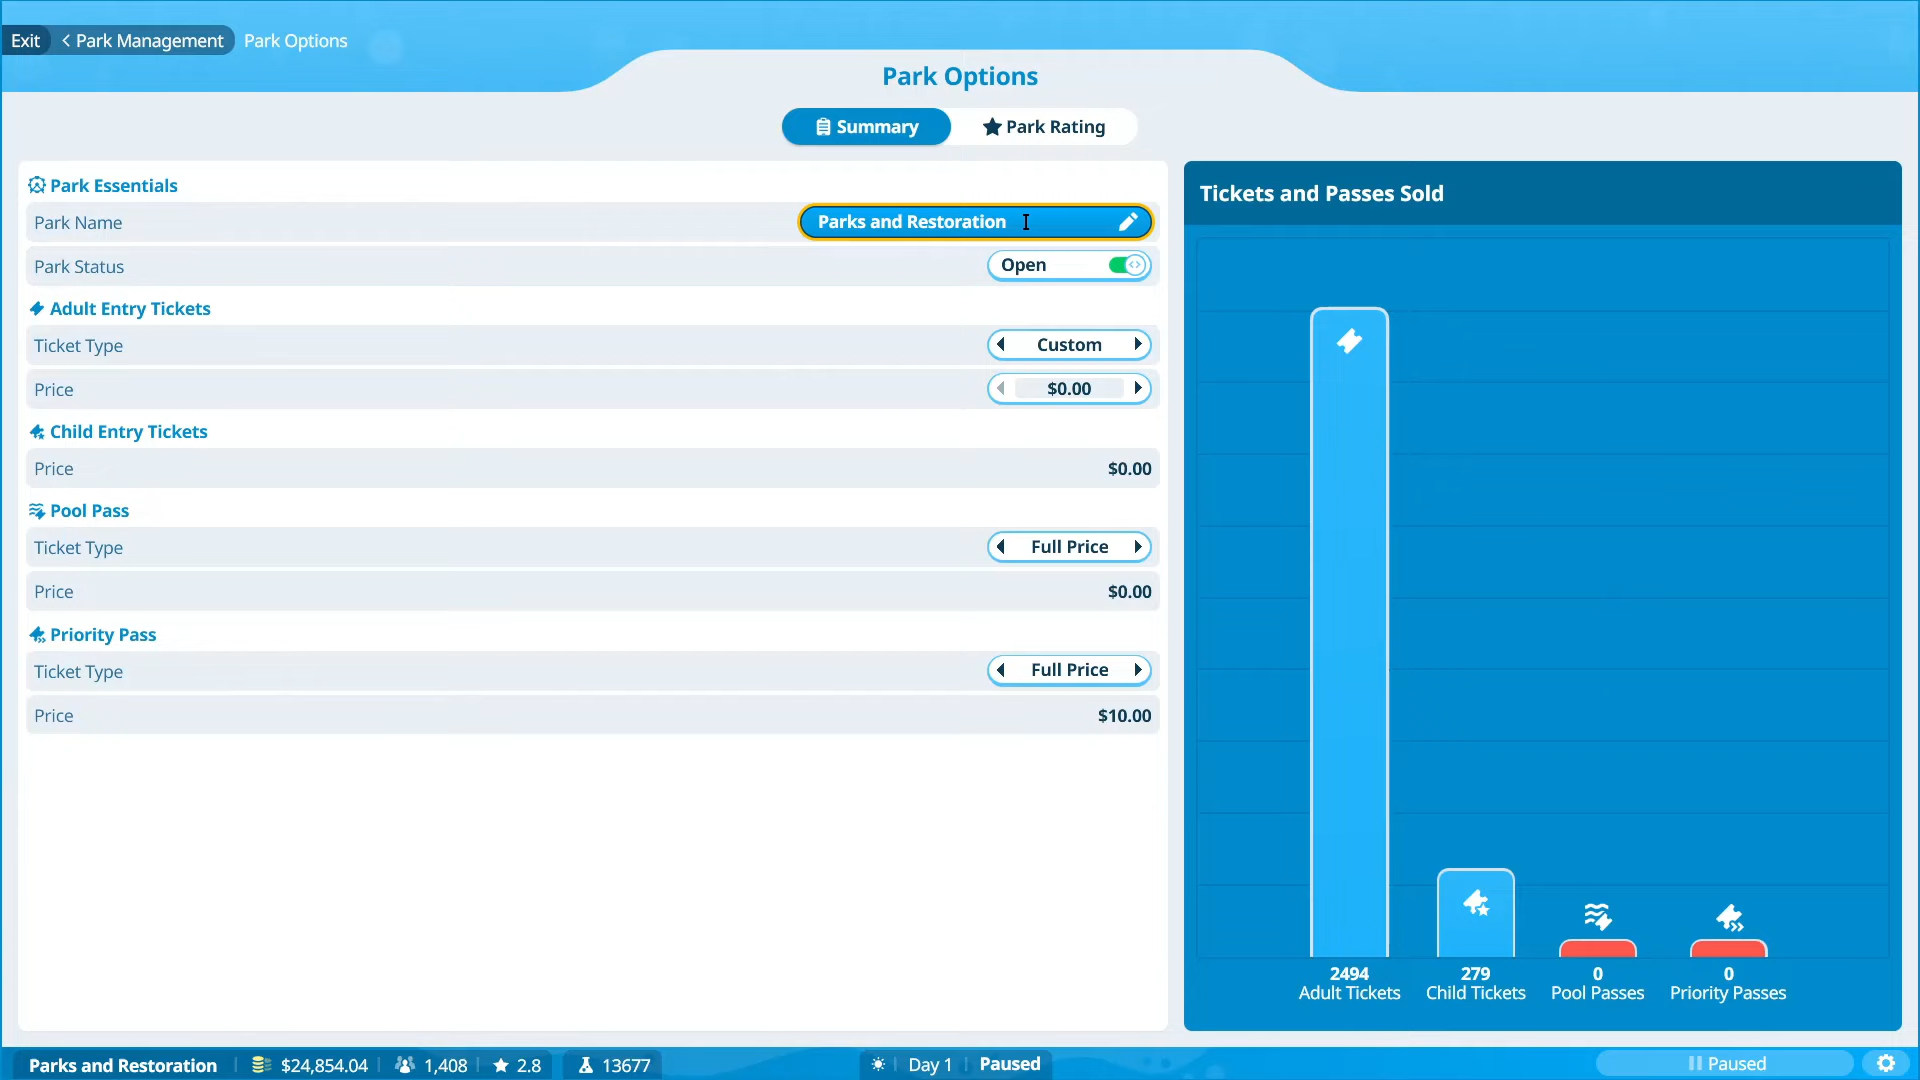 Exit
Park Management
Park Options
Park Options
Summary
Park Rating
Park Essentials
Park Name
Parks and Restoration
Park Status
Open
Adult Entry Tickets
Ticket Type
Custom
Price
$0.00
Child Entry Tickets
Price
$0.00
Pool Pass
Ticket Type
Full Price
Price
$0.00
Priority Pass
Ticket Type
Full Price
Price
$10.00
Tickets and Passes Sold
2494
Adult Tickets
279
Child Tickets
0
Pool Passes
0
Priority Passes
Parks and Restoration
$24,854.04
1,408
2.8
13677
Day 1
Paused
Paused